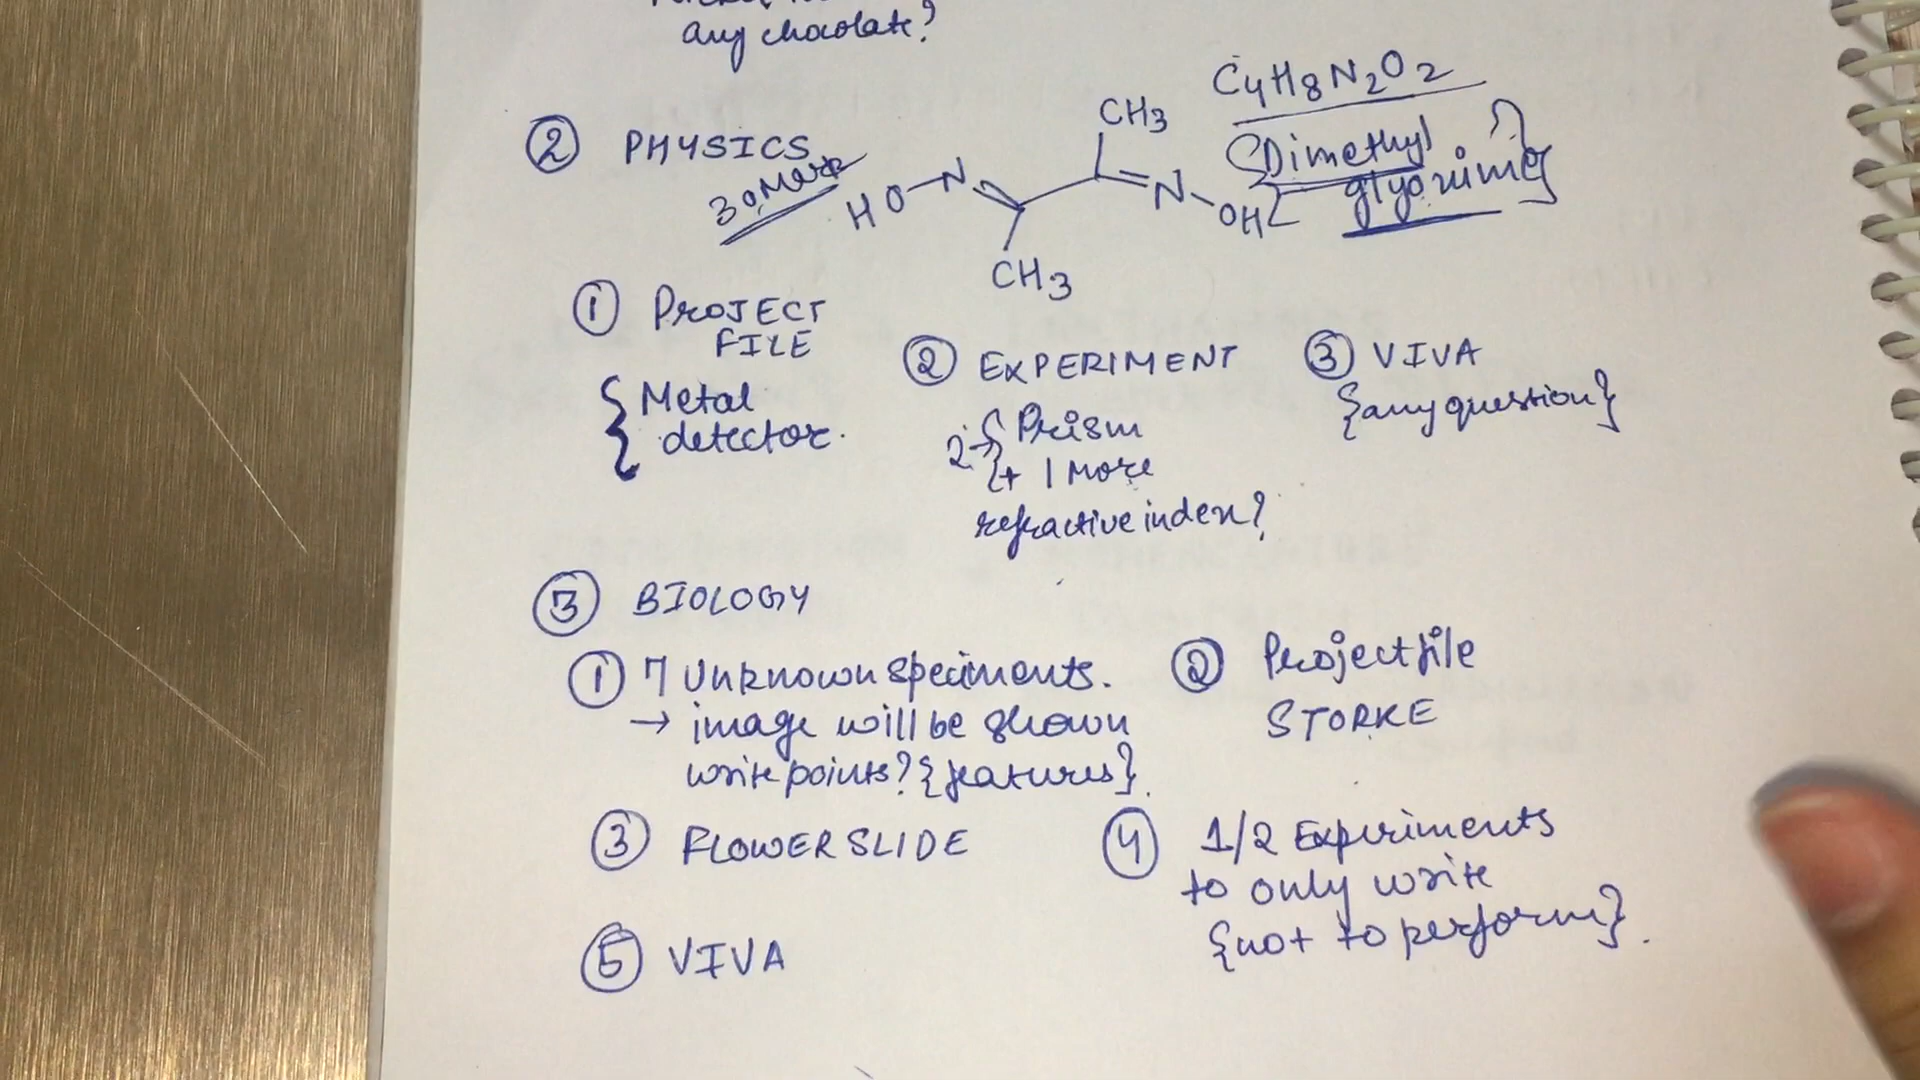 any chocolate?
C4H8N2O2
② PHYSICS
30 Marks
CH3
HO N
N OH
CH3
{Dimethyl
glyoxime}
① PROJECT
FILE
{Metal
detector.
② EXPERIMENT
2→{Prism
+ 1 More
refractive index?
③ VIVA
{any question}
③ BIOLOGY
① 7 Unknown speciments.
→ image will be shown
write points? {features}.
② Project file
STORKE
③ FLOWER SLIDE
④ 1/2 Experiments
to only write
{not to perform}.
⑤ VIVA